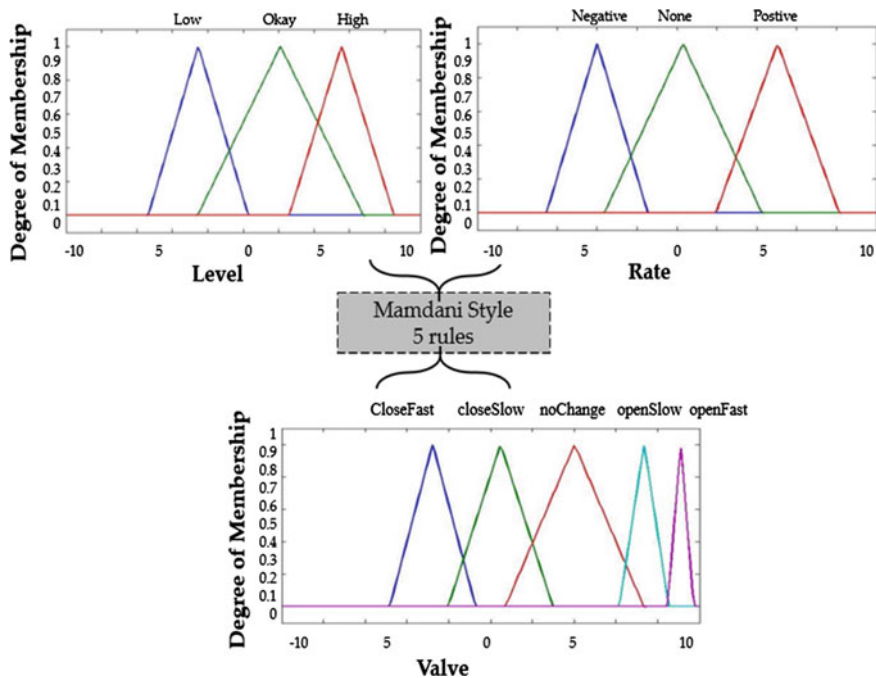 Low Okay High
Degree of Membership
1
0.9
0.8
0.7
0.6
0.5
0.4
0.3
0.2
0.1
0
-10 5 0 5 10
Level
Negative None Postive
Degree of Membership
1
0.9
0.8
0.7
0.6
0.5
0.4
0.3
0.2
0.1
0
-10 5 0 5 10
Rate
Mamdani Style
5 rules
CloseFast closeSlow noChange openSlow openFast
Degree of Membership
1
0.9
0.8
0.7
0.6
0.5
0.4
0.3
0.2
0.1
0
-10 5 0 5 10
Valve